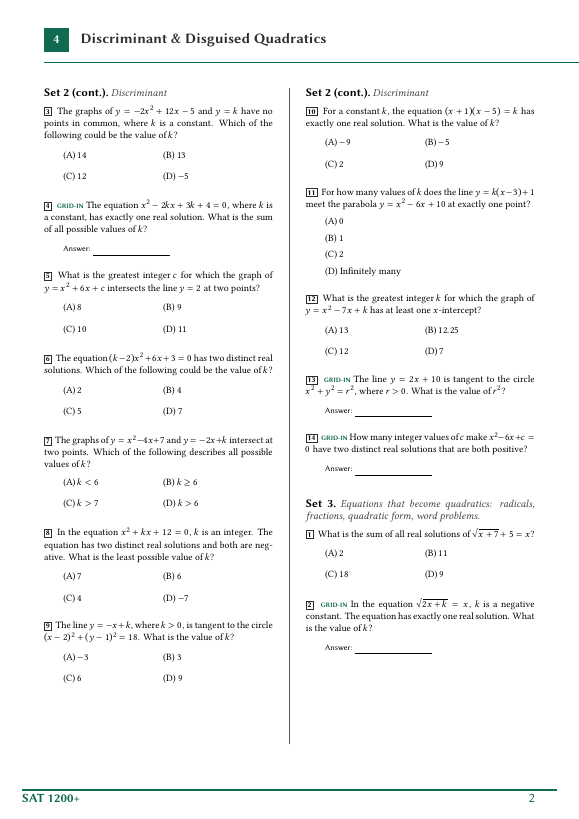 4 Discriminant & Disguised Quadratics
Set 2 (cont.). Discriminant
3 The graphs of y = −2x² + 12x − 5 and y = k have no
points in common, where k is a constant. Which of the
following could be the value of k?
(A) 14 (B) 13
(C) 12 (D) −5
4 GRID-IN The equation x² − 2kx + 3k + 4 = 0, where k is
a constant, has exactly one real solution. What is the sum
of all possible values of k?
Answer:
5 What is the greatest integer c for which the graph of
y = x² + 6x + c intersects the line y = 2 at two points?
(A) 8 (B) 9
(C) 10 (D) 11
6 The equation (k−2)x² +6x+3 = 0 has two distinct real
solutions. Which of the following could be the value of k?
(A) 2 (B) 4
(C) 5 (D) 7
7 The graphs of y = x²−4x+7 and y = −2x+k intersect at
two points. Which of the following describes all possible
values of k?
(A) k < 6 (B) k ≥ 6
(C) k > 7 (D) k > 6
8 In the equation x² + kx + 12 = 0, k is an integer. The
equation has two distinct real solutions and both are neg-
ative. What is the least possible value of k?
(A) 7 (B) 6
(C) 4 (D) −7
9 The line y = −x+k, where k > 0, is tangent to the circle
(x − 2)² + (y − 1)² = 18. What is the value of k?
(A) −3 (B) 3
(C) 6 (D) 9
Set 2 (cont.). Discriminant
10 For a constant k, the equation (x + 1)(x − 5) = k has
exactly one real solution. What is the value of k?
(A) −9 (B) −5
(C) 2 (D) 9
11 For how many values of k does the line y = k(x−3)+1
meet the parabola y = x² − 6x + 10 at exactly one point?
(A) 0
(B) 1
(C) 2
(D) Infinitely many
12 What is the greatest integer k for which the graph of
y = x² − 7x + k has at least one x-intercept?
(A) 13 (B) 12.25
(C) 12 (D) 7
13 GRID-IN The line y = 2x + 10 is tangent to the circle
x² + y² = r², where r > 0. What is the value of r²?
Answer:
14 GRID-IN How many integer values of c make x²−6x+c =
0 have two distinct real solutions that are both positive?
Answer:
Set 3. Equations that become quadratics: radicals,
fractions, quadratic form, word problems.
1 What is the sum of all real solutions of √(x + 7) + 5 = x?
(A) 2 (B) 11
(C) 18 (D) 9
2 GRID-IN In the equation √(2x + k) = x, k is a negative
constant. The equation has exactly one real solution. What
is the value of k?
Answer:
SAT 1200+ 2